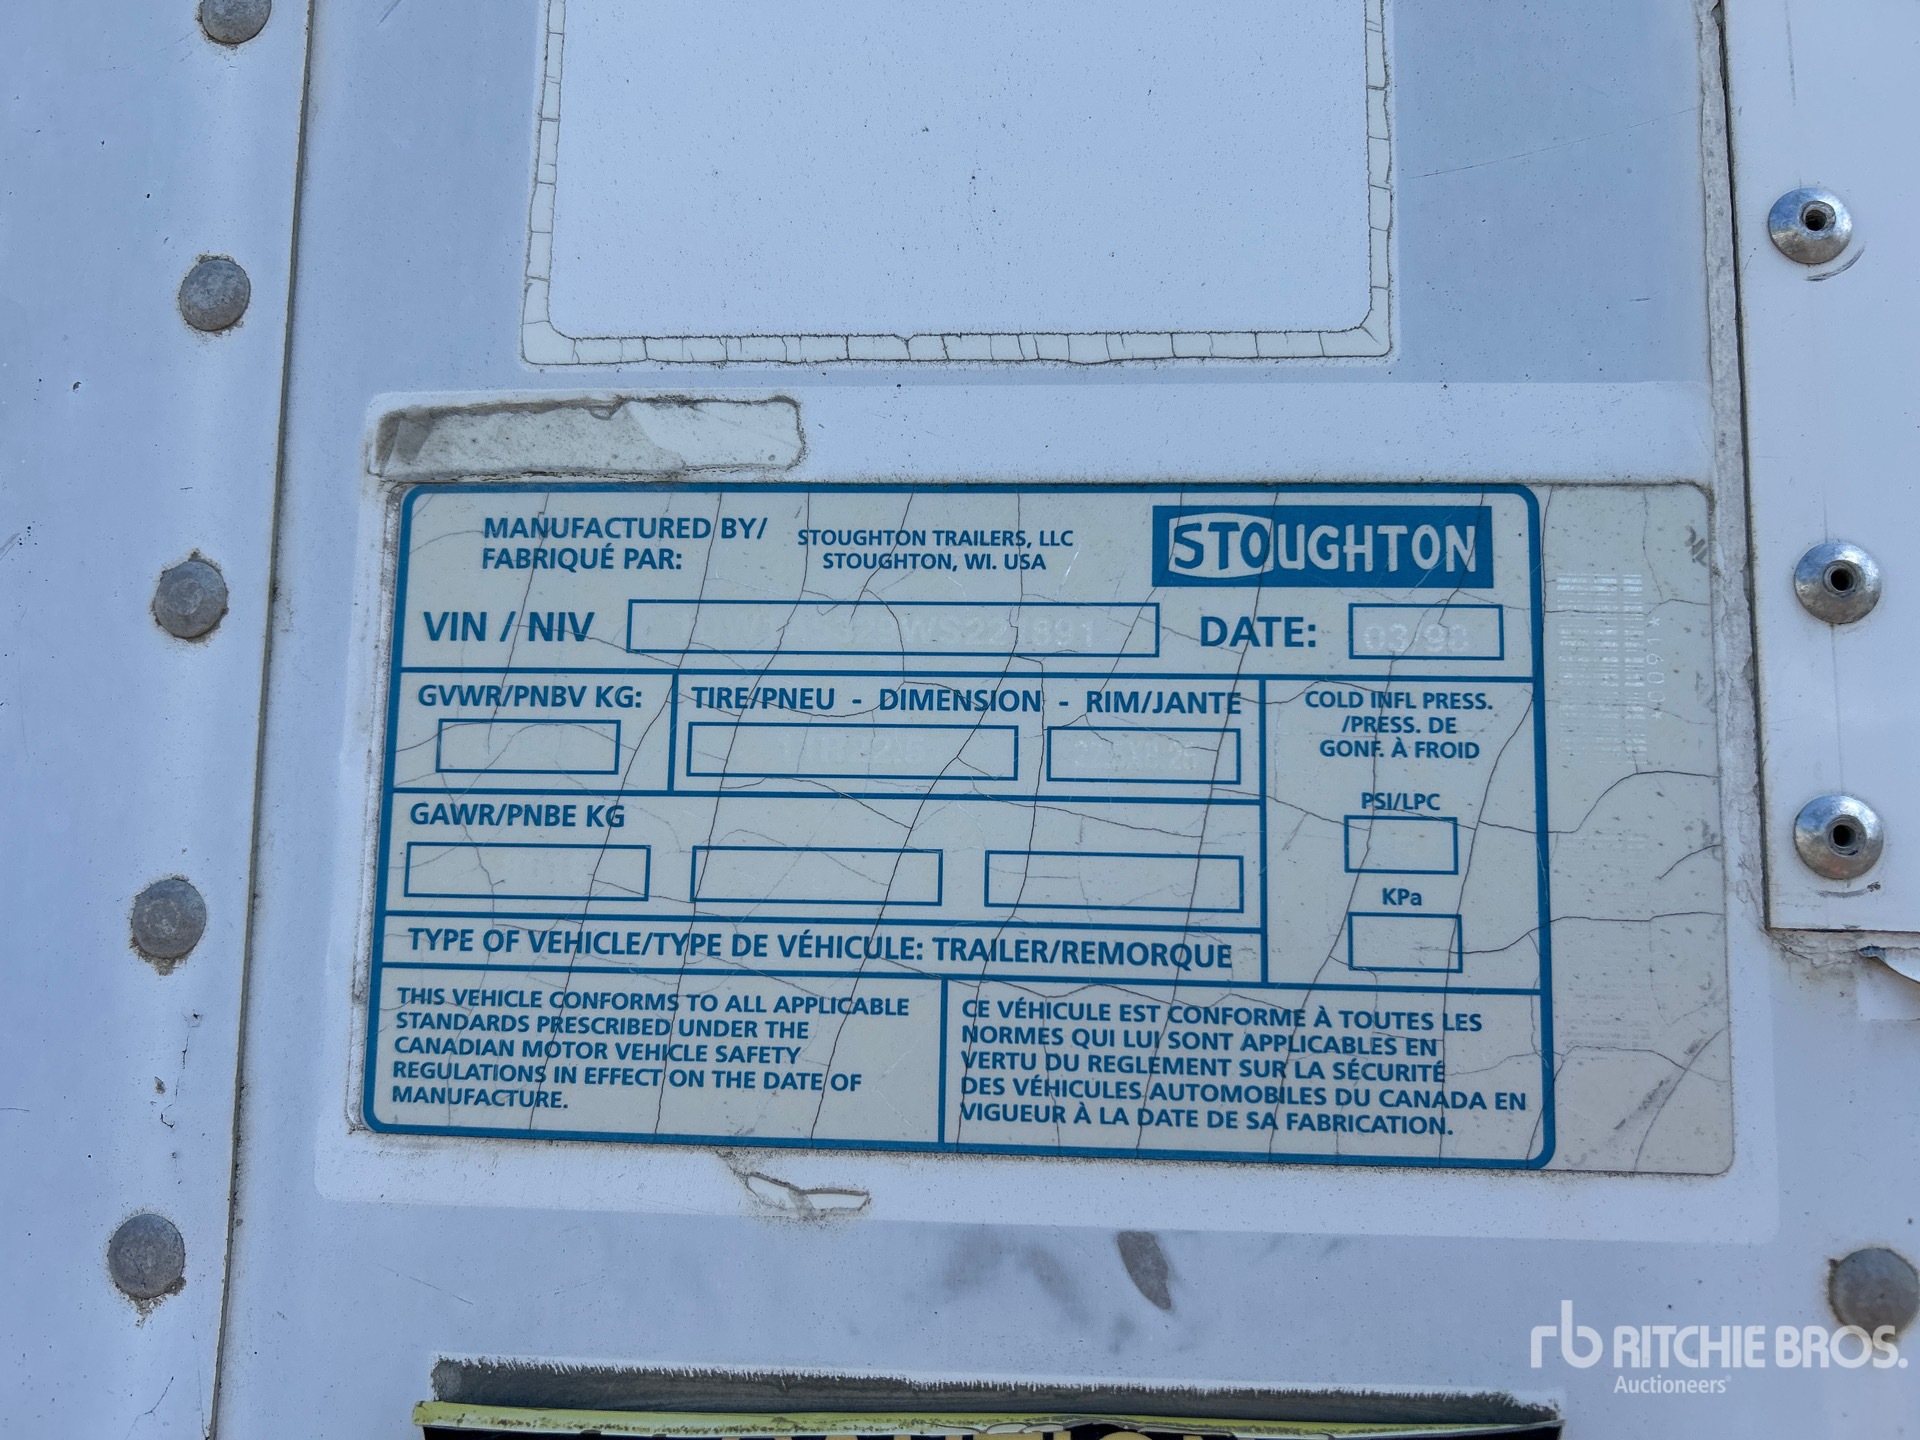 MANUFACTURED BY/
FABRIQUÉ PAR:
STOUGHTON TRAILERS, LLC
STOUGHTON, WI. USA
STOUGHTON
VIN / NIV
DATE:
GVWR/PNBV KG:
TIRE/PNEU - DIMENSION - RIM/JANTE
COLD INFL PRESS.
/PRESS. DE
GONF. À FROID
PSI/LPC
KPa
GAWR/PNBE KG
TYPE OF VEHICLE/TYPE DE VÉHICULE: TRAILER/REMORQUE
THIS VEHICLE CONFORMS TO ALL APPLICABLE
STANDARDS PRESCRIBED UNDER THE
CANADIAN MOTOR VEHICLE SAFETY
REGULATIONS IN EFFECT ON THE DATE OF
MANUFACTURE.
CE VÉHICULE EST CONFORME À TOUTES LES
NORMES QUI LUI SONT APPLICABLES EN
VERTU DU REGLEMENT SUR LA SÉCURITÉ
DES VÉHICULES AUTOMOBILES DU CANADA EN
VIGUEUR À LA DATE DE SA FABRICATION.
rb RITCHIE BROS.
Auctioneers